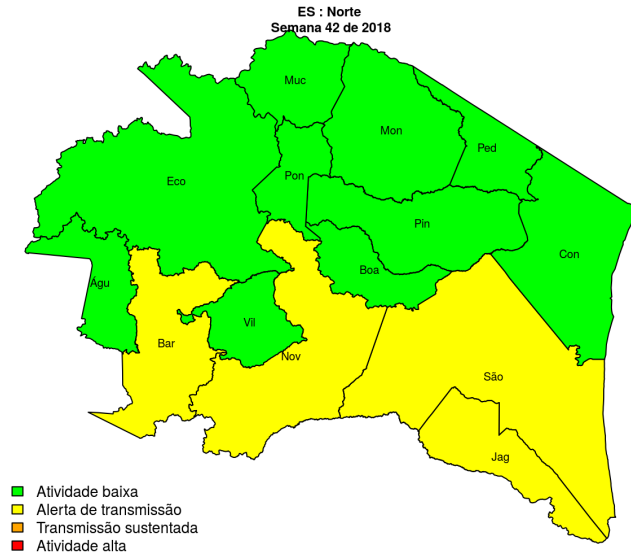 ES : Norte
Semana 42 de 2018
Muc
Mon
Ped
Eco
Pon
Pin
Con
Boa
Águ
Vil
Bar
Nov
São
Jag
Atividade baixa
Alerta de transmissão
Transmissão sustentada
Atividade alta